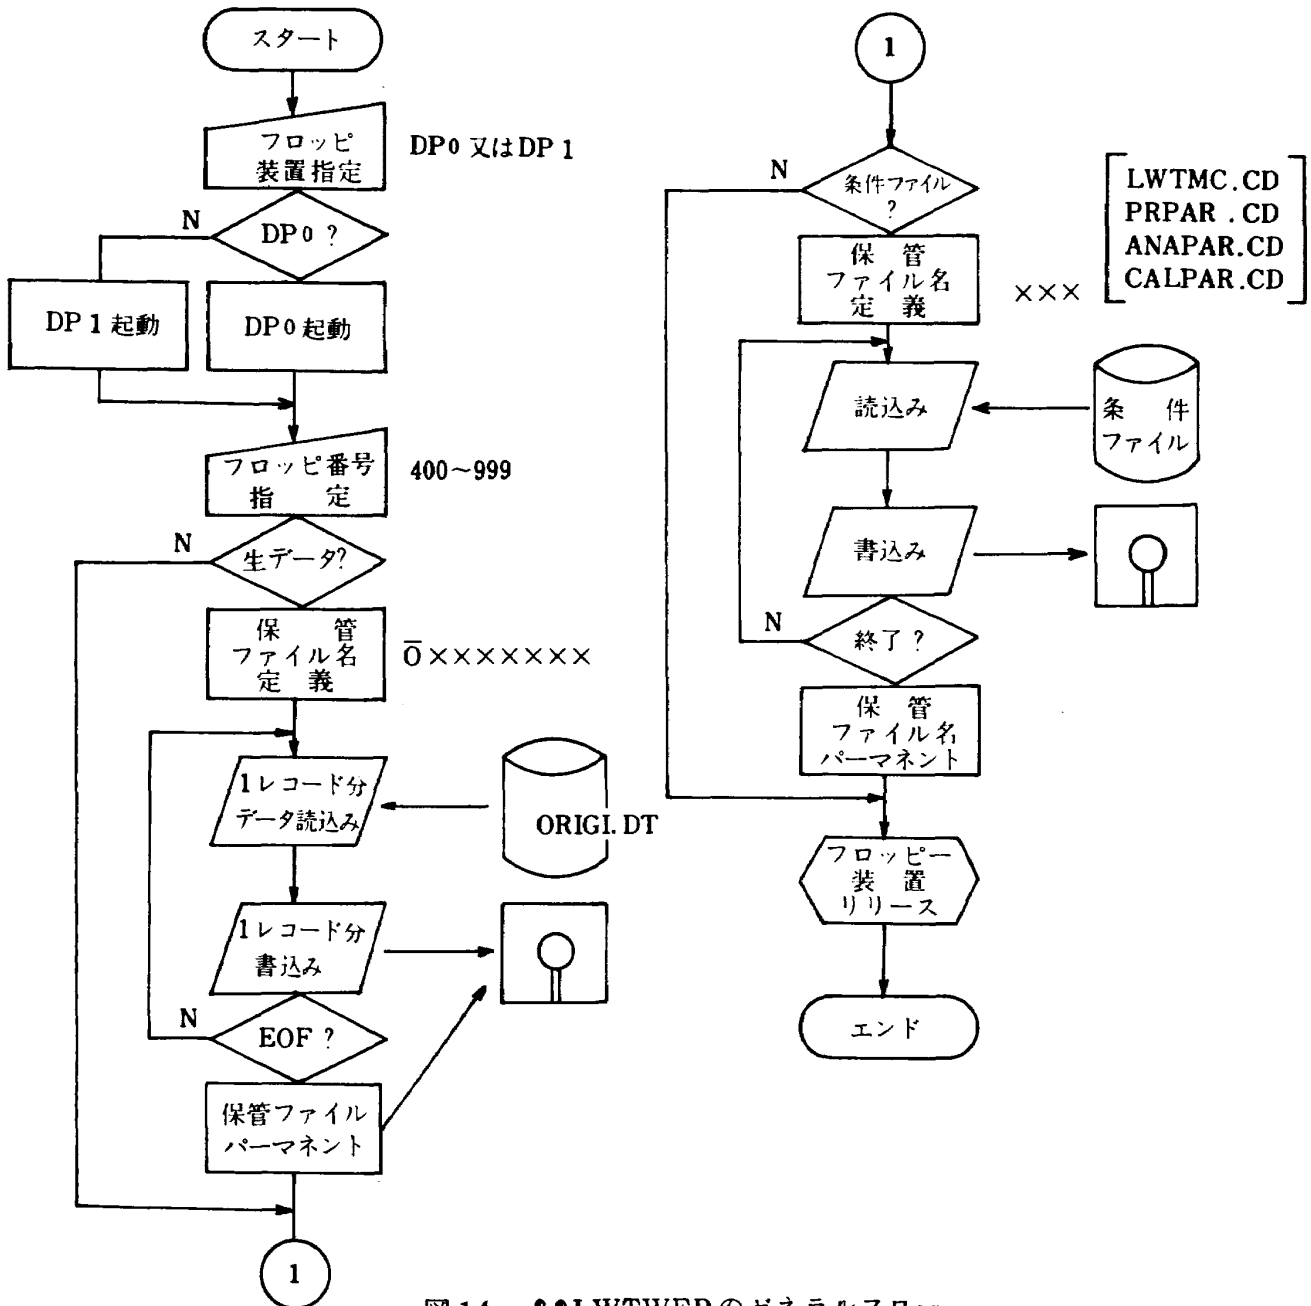 スタート
フロッピ
装置指定
DP0 又はDP 1
N
DP0 ?
DP 1 起動
DP0 起動
フロッピ番号
指 定
400~999
N
生データ?
保 管
ファイル名
定 義
O̅×××××××
1レコード分
データ読込み
ORIGI.DT
1レコード分
書込み
N
EOF ?
保管ファイル
パーマネント
1
1
N
条件ファイル
?
保 管
ファイル名
定 義
×××
LWTMC.CD
PRPAR .CD
ANAPAR.CD
CALPAR.CD
読込み
条 件
ファイル
書込み
N
終了?
保 管
ファイル名
パーマネント
フロッピー
装 置
リリース
エンド